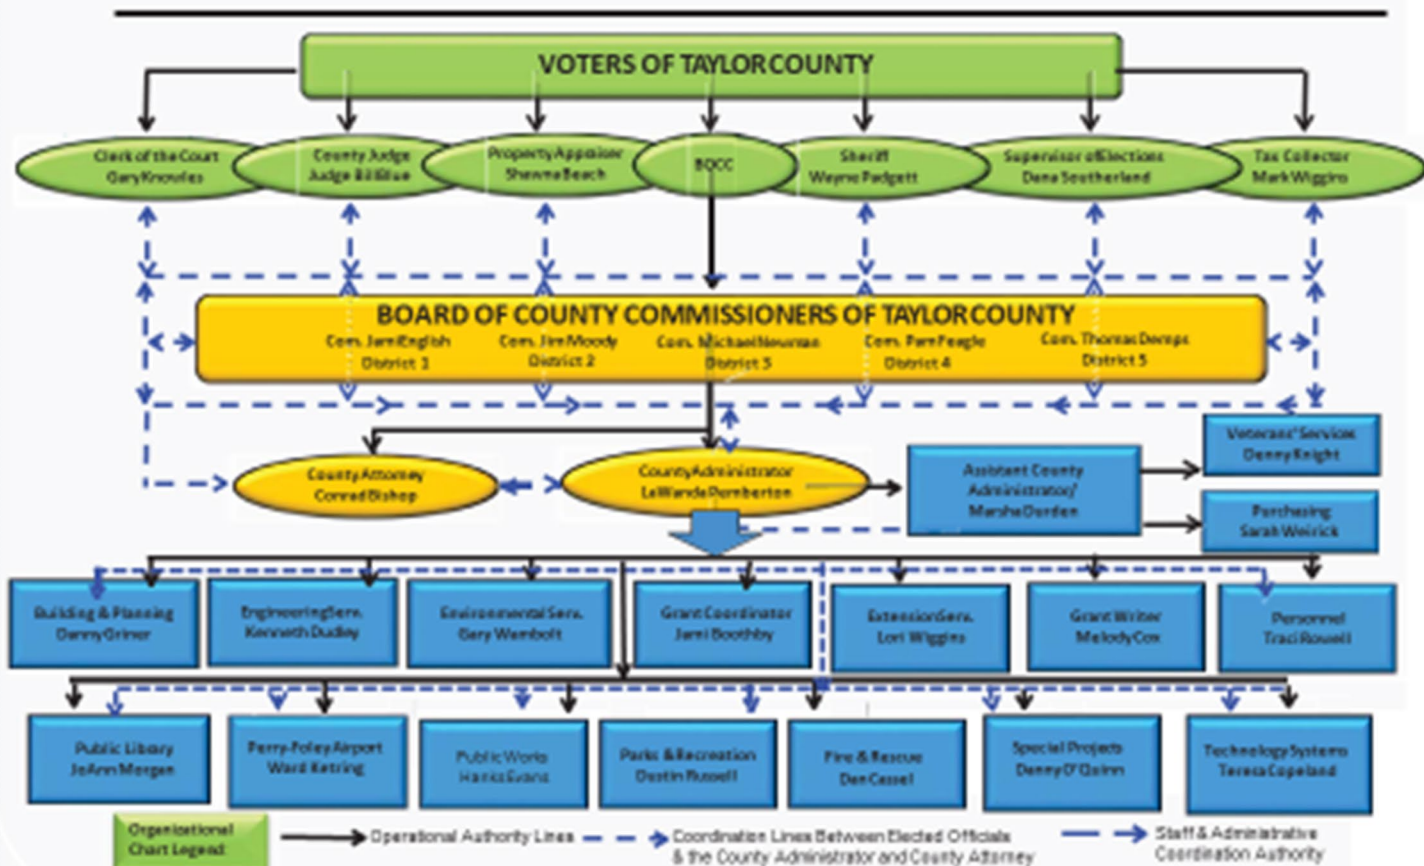 VOTERS OF TAYLOR COUNTY
Clerk of the Court
Gary Knowles
County Judge
Judge Bill Blue
Property Appraiser
Shawna Beach
BOCC
Sheriff
Wayne Padgett
Supervisor of Elections
Dana Southerland
Tax Collector
Mark Wiggins
BOARD OF COUNTY COMMISSIONERS OF TAYLOR COUNTY
Com. Jami English
District 1
Com. Jim Moody
District 2
Com. Michael Newman
District 3
Com. Pam Feagle
District 4
Com. Thomas Demps
District 5
County Attorney
Conrad Bishop
County Administrator
LaWanda Pemberton
Assistant County
Administrator/
Marsha Durden
Veterans' Services
Denny Knight
Purchasing
Sarah Weirick
Building & Planning
Danny Griner
Engineering Serv.
Kenneth Dudley
Environmental Serv.
Gary Wambolt
Grant Coordinator
Jami Boothby
Extension Serv.
Lori Wiggins
Grant Writer
Melody Cox
Personnel
Traci Rowell
Public Library
JoAnn Morgan
Perry-Foley Airport
Ward Ketring
Public Works
Hanks Evans
Parks & Recreation
Dustin Russell
Fire & Rescue
Dan Cassel
Special Projects
Danny O'Quinn
Technology Systems
Teresa Copeland
Organizational
Chart Legend:
Operational Authority Lines
Coordination Lines Between Elected Officials
& the County Administrator and County Attorney
Staff & Administrative
Coordination Authority